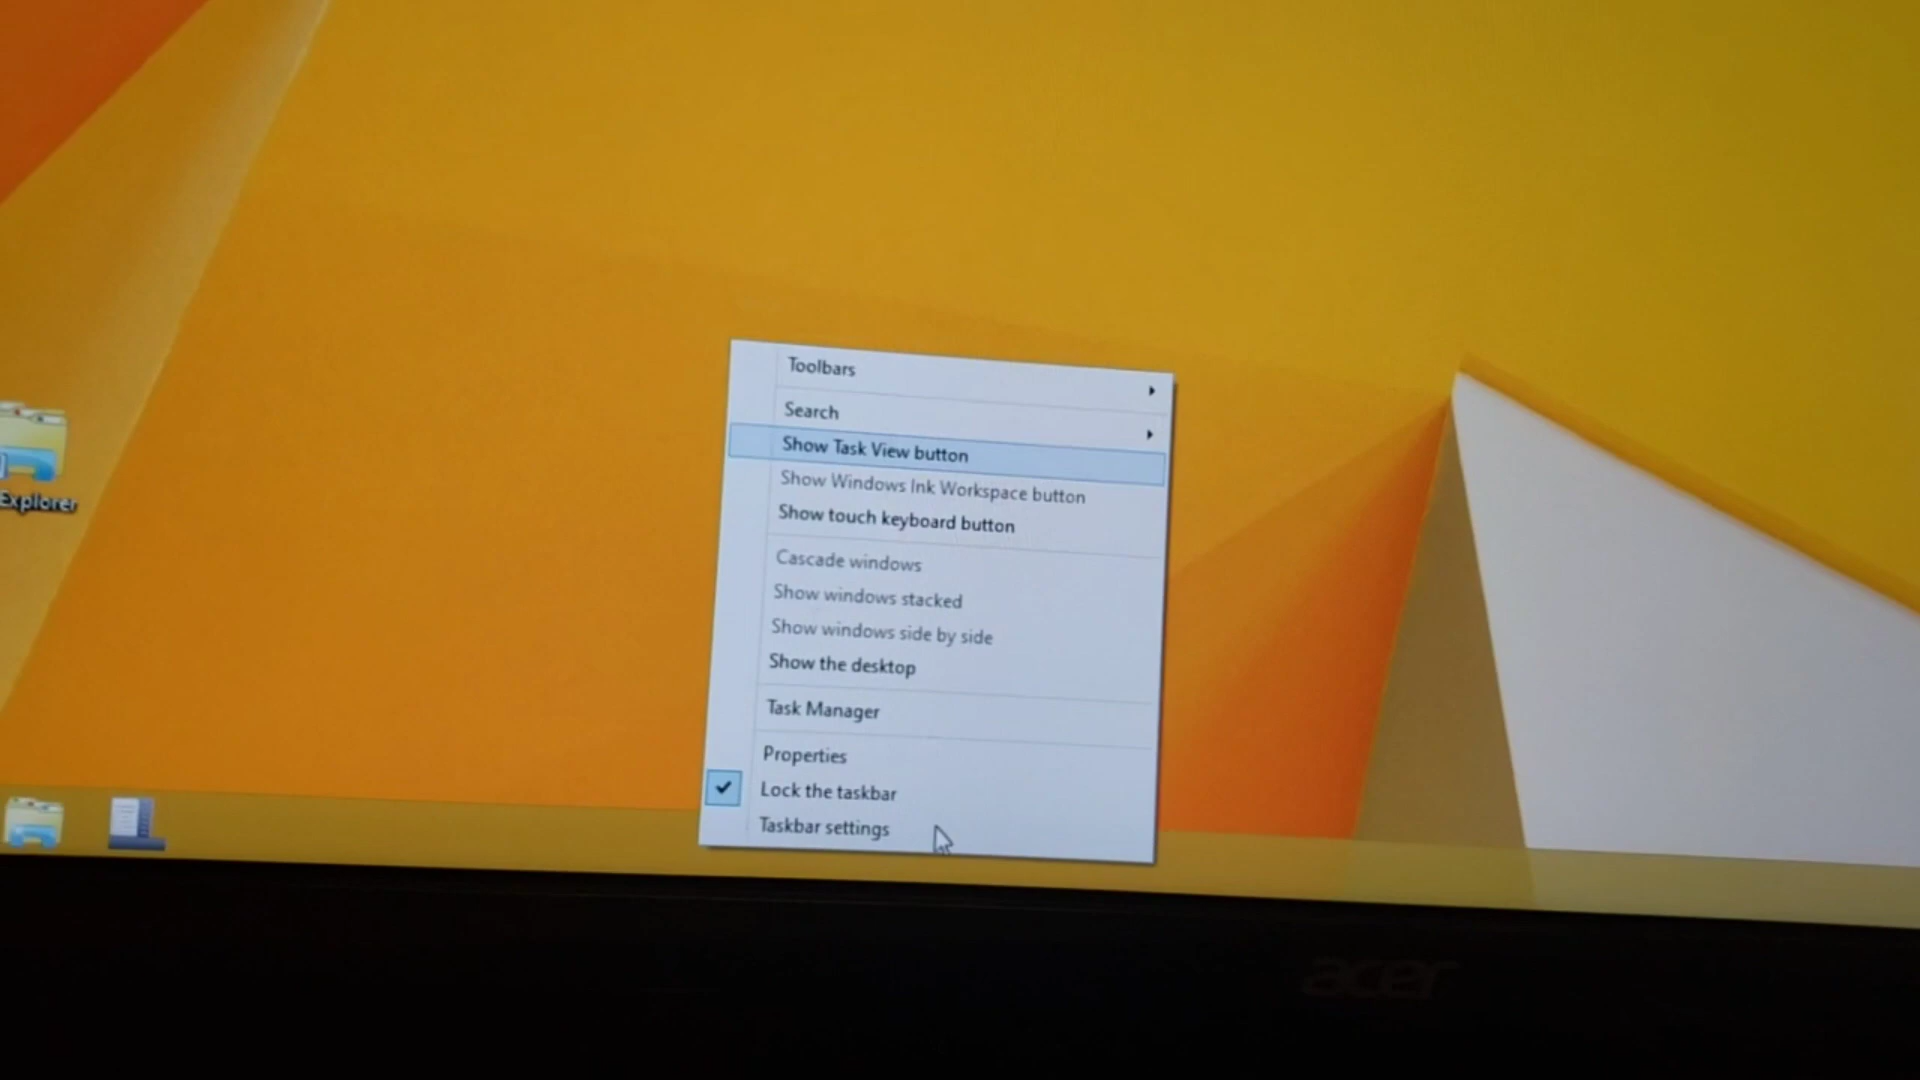 Toolbars
Search
Show Task View button
Show Windows Ink Workspace button
Show touch keyboard button
Cascade windows
Show windows stacked
Show windows side by side
Show the desktop
Task Manager
Properties
Lock the taskbar
Taskbar settings
Explorer
acer